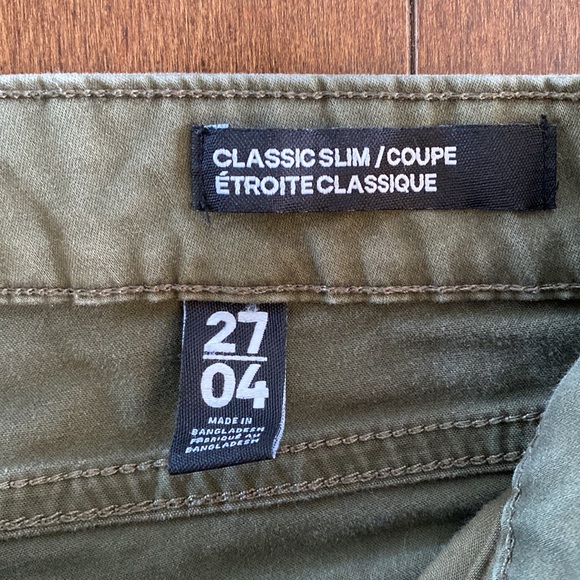 CLASSIC SLIM / COUPE
ÉTROITE CLASSIQUE
27
04
MADE IN
BANGLADESH
FABRIQUÉ AU
BANGLADESH